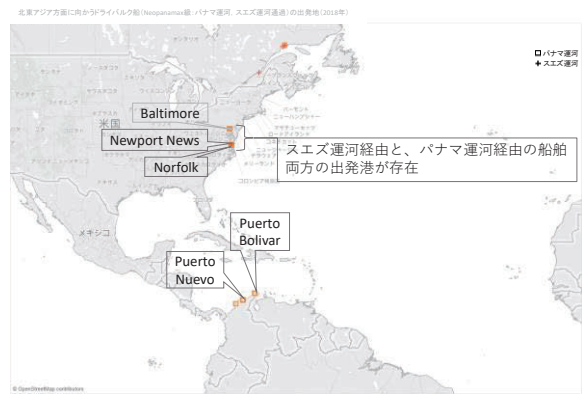 北東アジア方面に向かうドライバルク船（Neopanamax級：パナマ運河，スエズ運河通過）の出発地（2018年）
パナマ運河
スエズ運河
Baltimore
米国
Newport News
スエズ運河経由と、パナマ運河経由の船舶
両方の出発港が存在
Norfolk
メキシコ
Puerto
Bolivar
Puerto
Nuevo
© OpenStreetMap contributors